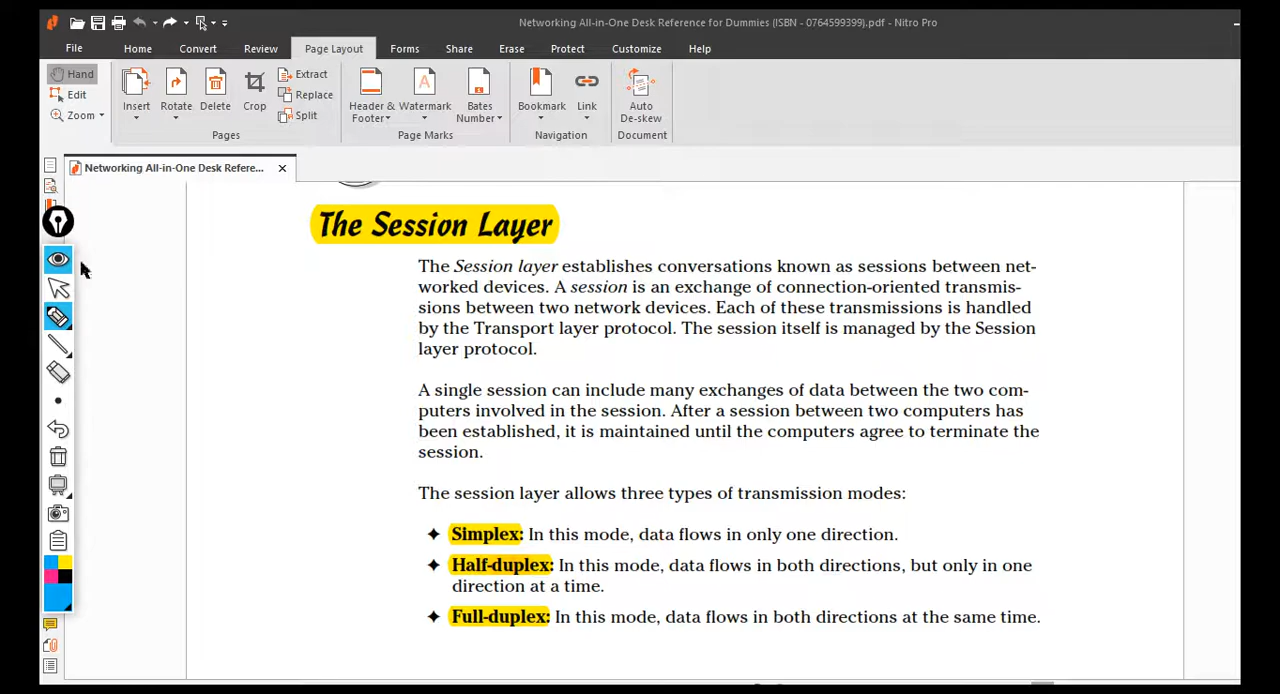 Networking All-in-One Desk Reference for Dummies (ISBN - 0764599399).pdf - Nitro Pro
File Home Convert Review Page Layout Forms Share Erase Protect Customize Help
Hand
Edit
Zoom
Insert Rotate Delete Crop
Extract
Replace
Split
Pages
Header & Footer
Watermark
Bates Number
Page Marks
Bookmark Link
Navigation
Auto De-skew
Document
Networking All-in-One Desk Refere...
The Session Layer
The Session layer establishes conversations known as sessions between net-
worked devices. A session is an exchange of connection-oriented transmis-
sions between two network devices. Each of these transmissions is handled
by the Transport layer protocol. The session itself is managed by the Session
layer protocol.
A single session can include many exchanges of data between the two com-
puters involved in the session. After a session between two computers has
been established, it is maintained until the computers agree to terminate the
session.
The session layer allows three types of transmission modes:
✦ Simplex: In this mode, data flows in only one direction.
✦ Half-duplex: In this mode, data flows in both directions, but only in one
direction at a time.
✦ Full-duplex: In this mode, data flows in both directions at the same time.